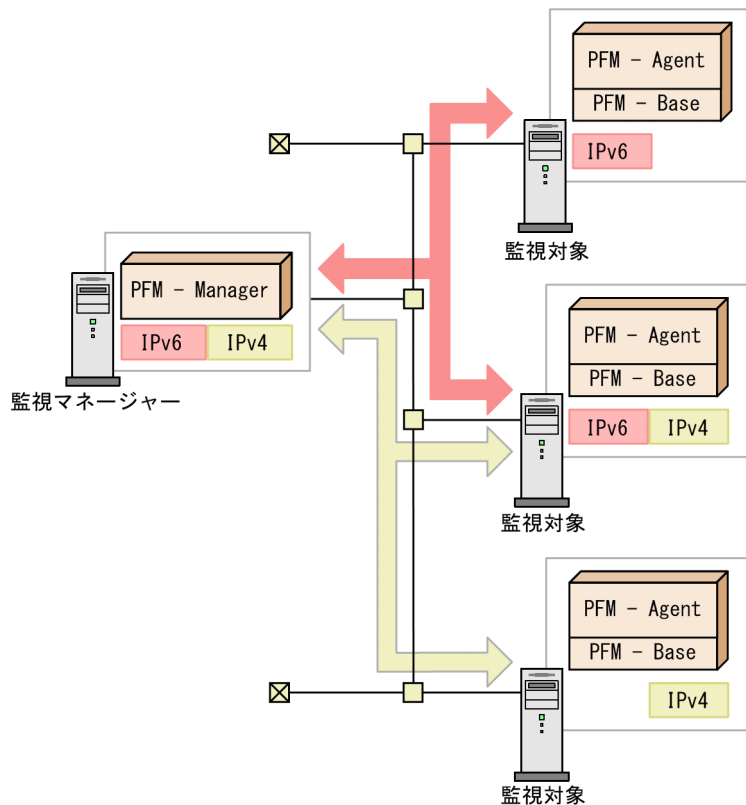 PFM - Agent
PFM - Base
IPv6
監視対象
PFM - Manager
IPv6 IPv4
監視マネージャー
PFM - Agent
PFM - Base
IPv6 IPv4
監視対象
PFM - Agent
PFM - Base
IPv4
監視対象